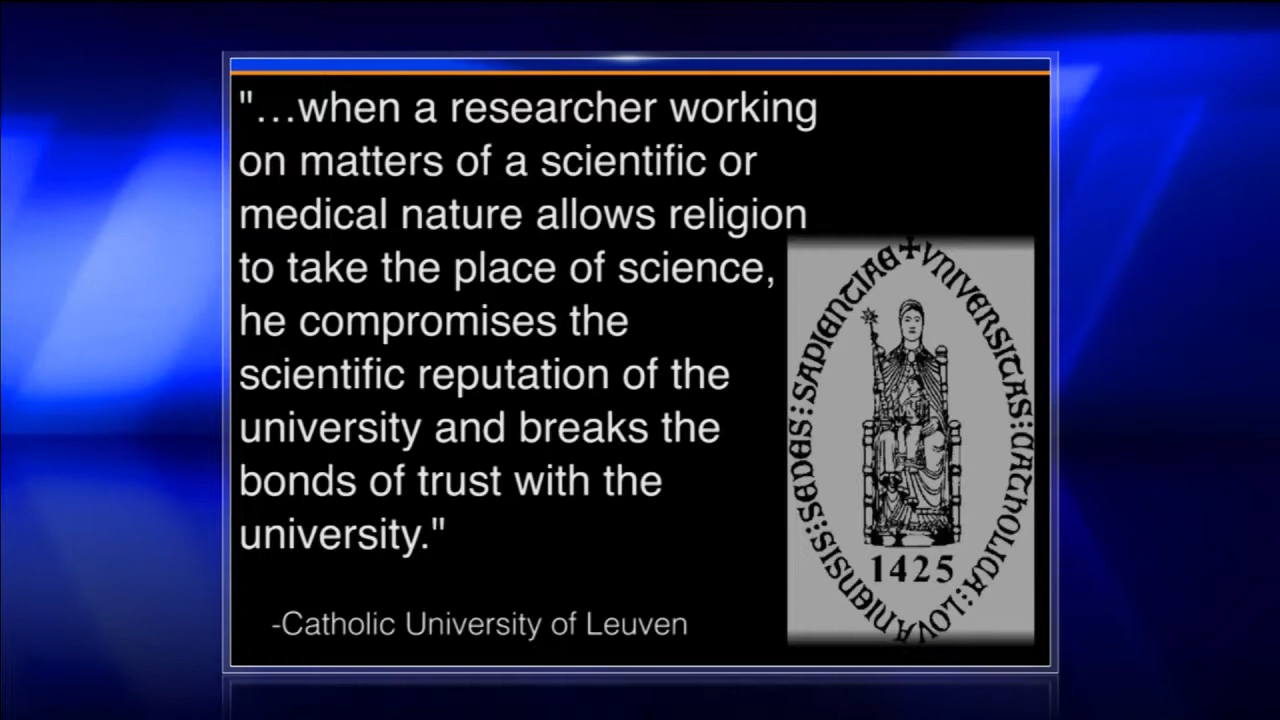 "…when a researcher working
on matters of a scientific or
medical nature allows religion
to take the place of science,
he compromises the
scientific reputation of the
university and breaks the
bonds of trust with the
university."
-Catholic University of Leuven
VNIVERSITAS:CATHOLICA:LOVANIENSIS:SEDES:SAPIENTIAE
1425